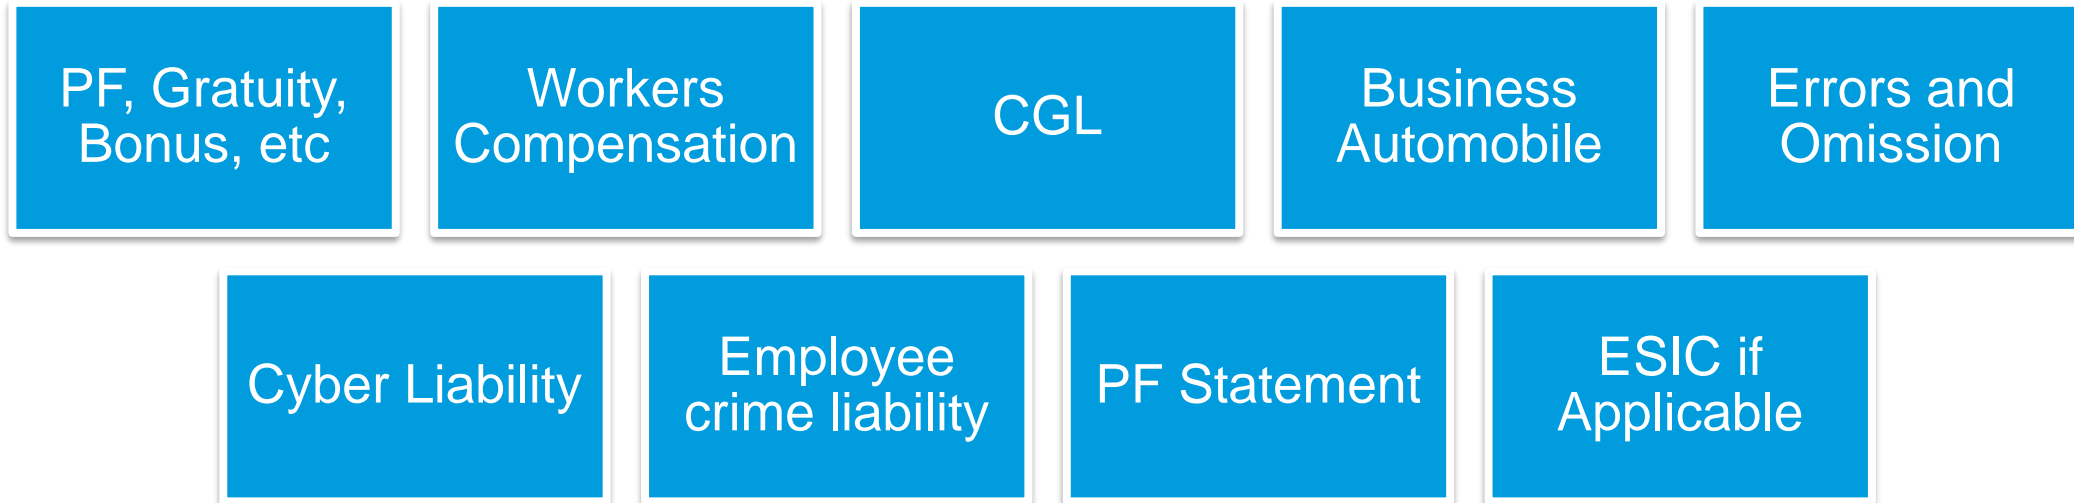 PF, Gratuity,
Bonus, etc
Workers
Compensation
CGL
Business
Automobile
Errors and
Omission
Cyber Liability
Employee
crime liability
PF Statement
ESIC if
Applicable